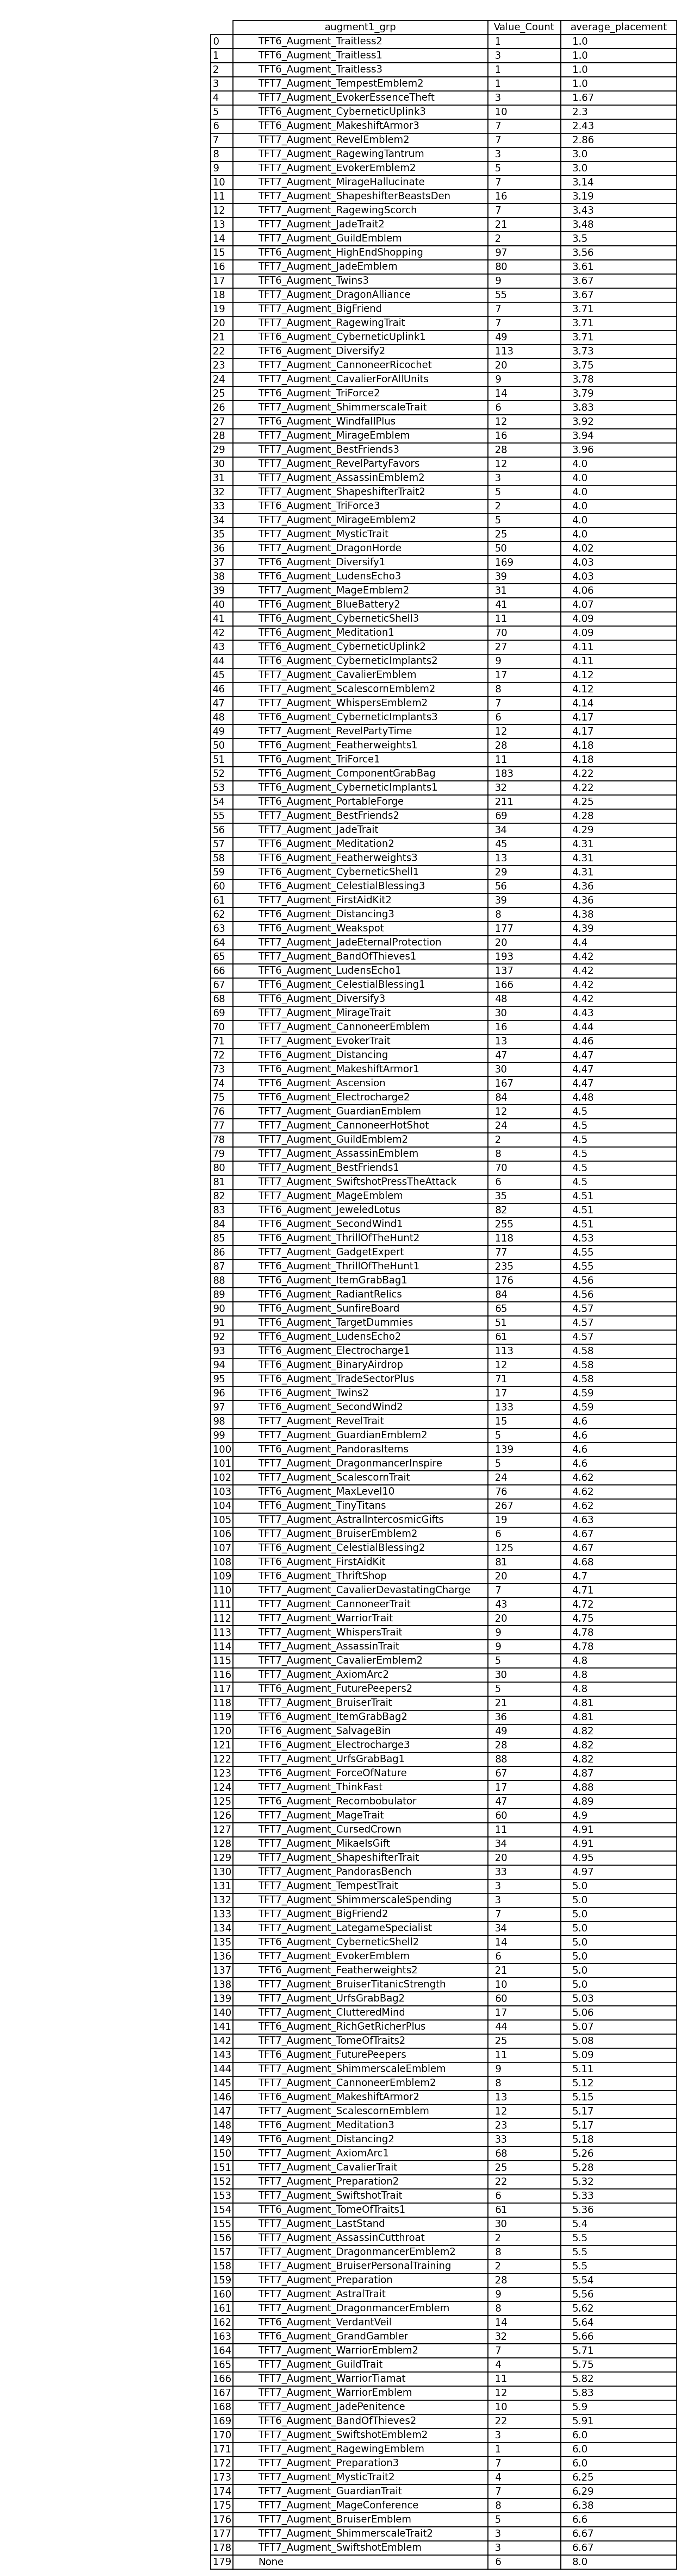 augment1_grp Value_Count average_placement
0 TFT6_Augment_Traitless2 1 1.0
1 TFT6_Augment_Traitless1 3 1.0
2 TFT6_Augment_Traitless3 1 1.0
3 TFT7_Augment_TempestEmblem2 1 1.0
4 TFT7_Augment_EvokerEssenceTheft 3 1.67
5 TFT6_Augment_CyberneticUplink3 10 2.3
6 TFT6_Augment_MakeshiftArmor3 7 2.43
7 TFT7_Augment_RevelEmblem2 7 2.86
8 TFT7_Augment_RagewingTantrum 3 3.0
9 TFT7_Augment_EvokerEmblem2 5 3.0
10 TFT7_Augment_MirageHallucinate 7 3.14
11 TFT7_Augment_ShapeshifterBeastsDen 16 3.19
12 TFT7_Augment_RagewingScorch 7 3.43
13 TFT7_Augment_JadeTrait2 21 3.48
14 TFT7_Augment_GuildEmblem 2 3.5
15 TFT6_Augment_HighEndShopping 97 3.56
16 TFT7_Augment_JadeEmblem 80 3.61
17 TFT6_Augment_Twins3 9 3.67
18 TFT7_Augment_DragonAlliance 55 3.67
19 TFT7_Augment_BigFriend 7 3.71
20 TFT7_Augment_RagewingTrait 7 3.71
21 TFT6_Augment_CyberneticUplink1 49 3.71
22 TFT6_Augment_Diversify2 113 3.73
23 TFT7_Augment_CannoneerRicochet 20 3.75
24 TFT7_Augment_CavalierForAllUnits 9 3.78
25 TFT6_Augment_TriForce2 14 3.79
26 TFT7_Augment_ShimmerscaleTrait 6 3.83
27 TFT6_Augment_WindfallPlus 12 3.92
28 TFT7_Augment_MirageEmblem 16 3.94
29 TFT7_Augment_BestFriends3 28 3.96
30 TFT7_Augment_RevelPartyFavors 12 4.0
31 TFT7_Augment_AssassinEmblem2 3 4.0
32 TFT7_Augment_ShapeshifterTrait2 5 4.0
33 TFT6_Augment_TriForce3 2 4.0
34 TFT7_Augment_MirageEmblem2 5 4.0
35 TFT7_Augment_MysticTrait 25 4.0
36 TFT7_Augment_DragonHorde 50 4.02
37 TFT6_Augment_Diversify1 169 4.03
38 TFT6_Augment_LudensEcho3 39 4.03
39 TFT7_Augment_MageEmblem2 31 4.06
40 TFT6_Augment_BlueBattery2 41 4.07
41 TFT6_Augment_CyberneticShell3 11 4.09
42 TFT6_Augment_Meditation1 70 4.09
43 TFT6_Augment_CyberneticUplink2 27 4.11
44 TFT6_Augment_CyberneticImplants2 9 4.11
45 TFT7_Augment_CavalierEmblem 17 4.12
46 TFT7_Augment_ScalescornEmblem2 8 4.12
47 TFT7_Augment_WhispersEmblem2 7 4.14
48 TFT6_Augment_CyberneticImplants3 6 4.17
49 TFT7_Augment_RevelPartyTime 12 4.17
50 TFT6_Augment_Featherweights1 28 4.18
51 TFT6_Augment_TriForce1 11 4.18
52 TFT6_Augment_ComponentGrabBag 183 4.22
53 TFT6_Augment_CyberneticImplants1 32 4.22
54 TFT6_Augment_PortableForge 211 4.25
55 TFT7_Augment_BestFriends2 69 4.28
56 TFT7_Augment_JadeTrait 34 4.29
57 TFT6_Augment_Meditation2 45 4.31
58 TFT6_Augment_Featherweights3 13 4.31
59 TFT6_Augment_CyberneticShell1 29 4.31
60 TFT6_Augment_CelestialBlessing3 56 4.36
61 TFT7_Augment_FirstAidKit2 39 4.36
62 TFT6_Augment_Distancing3 8 4.38
63 TFT6_Augment_Weakspot 177 4.39
64 TFT7_Augment_JadeEternalProtection 20 4.4
65 TFT7_Augment_BandOfThieves1 193 4.42
66 TFT6_Augment_LudensEcho1 137 4.42
67 TFT6_Augment_CelestialBlessing1 166 4.42
68 TFT6_Augment_Diversify3 48 4.42
69 TFT7_Augment_MirageTrait 30 4.43
70 TFT7_Augment_CannoneerEmblem 16 4.44
71 TFT7_Augment_EvokerTrait 13 4.46
72 TFT6_Augment_Distancing 47 4.47
73 TFT6_Augment_MakeshiftArmor1 30 4.47
74 TFT6_Augment_Ascension 167 4.47
75 TFT6_Augment_Electrocharge2 84 4.48
76 TFT7_Augment_GuardianEmblem 12 4.5
77 TFT7_Augment_CannoneerHotShot 24 4.5
78 TFT7_Augment_GuildEmblem2 2 4.5
79 TFT7_Augment_AssassinEmblem 8 4.5
80 TFT7_Augment_BestFriends1 70 4.5
81 TFT7_Augment_SwiftshotPressTheAttack 6 4.5
82 TFT7_Augment_MageEmblem 35 4.51
83 TFT6_Augment_JeweledLotus 82 4.51
84 TFT6_Augment_SecondWind1 255 4.51
85 TFT6_Augment_ThrillOfTheHunt2 118 4.53
86 TFT7_Augment_GadgetExpert 77 4.55
87 TFT6_Augment_ThrillOfTheHunt1 235 4.55
88 TFT6_Augment_ItemGrabBag1 176 4.56
89 TFT6_Augment_RadiantRelics 84 4.56
90 TFT6_Augment_SunfireBoard 65 4.57
91 TFT6_Augment_TargetDummies 51 4.57
92 TFT6_Augment_LudensEcho2 61 4.57
93 TFT6_Augment_Electrocharge1 113 4.58
94 TFT6_Augment_BinaryAirdrop 12 4.58
95 TFT6_Augment_TradeSectorPlus 71 4.58
96 TFT6_Augment_Twins2 17 4.59
97 TFT6_Augment_SecondWind2 133 4.59
98 TFT7_Augment_RevelTrait 15 4.6
99 TFT7_Augment_GuardianEmblem2 5 4.6
100 TFT6_Augment_PandorasItems 139 4.6
101 TFT7_Augment_DragonmancerInspire 5 4.6
102 TFT7_Augment_ScalescornTrait 24 4.62
103 TFT6_Augment_MaxLevel10 76 4.62
104 TFT6_Augment_TinyTitans 267 4.62
105 TFT7_Augment_AstralIntercosmicGifts 19 4.63
106 TFT7_Augment_BruiserEmblem2 6 4.67
107 TFT6_Augment_CelestialBlessing2 125 4.67
108 TFT6_Augment_FirstAidKit 81 4.68
109 TFT6_Augment_ThriftShop 20 4.7
110 TFT7_Augment_CavalierDevastatingCharge 7 4.71
111 TFT7_Augment_CannoneerTrait 43 4.72
112 TFT7_Augment_WarriorTrait 20 4.75
113 TFT7_Augment_WhispersTrait 9 4.78
114 TFT7_Augment_AssassinTrait 9 4.78
115 TFT7_Augment_CavalierEmblem2 5 4.8
116 TFT7_Augment_AxiomArc2 30 4.8
117 TFT6_Augment_FuturePeepers2 5 4.8
118 TFT7_Augment_BruiserTrait 21 4.81
119 TFT6_Augment_ItemGrabBag2 36 4.81
120 TFT6_Augment_SalvageBin 49 4.82
121 TFT6_Augment_Electrocharge3 28 4.82
122 TFT7_Augment_UrfsGrabBag1 88 4.82
123 TFT6_Augment_ForceOfNature 67 4.87
124 TFT7_Augment_ThinkFast 17 4.88
125 TFT6_Augment_Recombobulator 47 4.89
126 TFT7_Augment_MageTrait 60 4.9
127 TFT7_Augment_CursedCrown 11 4.91
128 TFT7_Augment_MikaelsGift 34 4.91
129 TFT7_Augment_ShapeshifterTrait 20 4.95
130 TFT7_Augment_PandorasBench 33 4.97
131 TFT7_Augment_TempestTrait 3 5.0
132 TFT7_Augment_ShimmerscaleSpending 3 5.0
133 TFT7_Augment_BigFriend2 7 5.0
134 TFT7_Augment_LategameSpecialist 34 5.0
135 TFT6_Augment_CyberneticShell2 14 5.0
136 TFT7_Augment_EvokerEmblem 6 5.0
137 TFT6_Augment_Featherweights2 21 5.0
138 TFT7_Augment_BruiserTitanicStrength 10 5.0
139 TFT7_Augment_UrfsGrabBag2 60 5.03
140 TFT7_Augment_ClutteredMind 17 5.06
141 TFT6_Augment_RichGetRicherPlus 44 5.07
142 TFT7_Augment_TomeOfTraits2 25 5.08
143 TFT6_Augment_FuturePeepers 11 5.09
144 TFT7_Augment_ShimmerscaleEmblem 9 5.11
145 TFT7_Augment_CannoneerEmblem2 8 5.12
146 TFT6_Augment_MakeshiftArmor2 13 5.15
147 TFT7_Augment_ScalescornEmblem 12 5.17
148 TFT6_Augment_Meditation3 23 5.17
149 TFT6_Augment_Distancing2 33 5.18
150 TFT7_Augment_AxiomArc1 68 5.26
151 TFT7_Augment_CavalierTrait 25 5.28
152 TFT7_Augment_Preparation2 22 5.32
153 TFT7_Augment_SwiftshotTrait 6 5.33
154 TFT6_Augment_TomeOfTraits1 61 5.36
155 TFT7_Augment_LastStand 30 5.4
156 TFT7_Augment_AssassinCutthroat 2 5.5
157 TFT7_Augment_DragonmancerEmblem2 8 5.5
158 TFT7_Augment_BruiserPersonalTraining 2 5.5
159 TFT7_Augment_Preparation 28 5.54
160 TFT7_Augment_AstralTrait 9 5.56
161 TFT7_Augment_DragonmancerEmblem 8 5.62
162 TFT6_Augment_VerdantVeil 14 5.64
163 TFT6_Augment_GrandGambler 32 5.66
164 TFT7_Augment_WarriorEmblem2 7 5.71
165 TFT7_Augment_GuildTrait 4 5.75
166 TFT7_Augment_WarriorTiamat 11 5.82
167 TFT7_Augment_WarriorEmblem 12 5.83
168 TFT7_Augment_JadePenitence 10 5.9
169 TFT6_Augment_BandOfThieves2 22 5.91
170 TFT7_Augment_SwiftshotEmblem2 3 6.0
171 TFT7_Augment_RagewingEmblem 1 6.0
172 TFT7_Augment_Preparation3 7 6.0
173 TFT7_Augment_MysticTrait2 4 6.25
174 TFT7_Augment_GuardianTrait 7 6.29
175 TFT7_Augment_MageConference 8 6.38
176 TFT7_Augment_BruiserEmblem 5 6.6
177 TFT7_Augment_ShimmerscaleTrait2 3 6.67
178 TFT7_Augment_SwiftshotEmblem 3 6.67
179 None 6 8.0